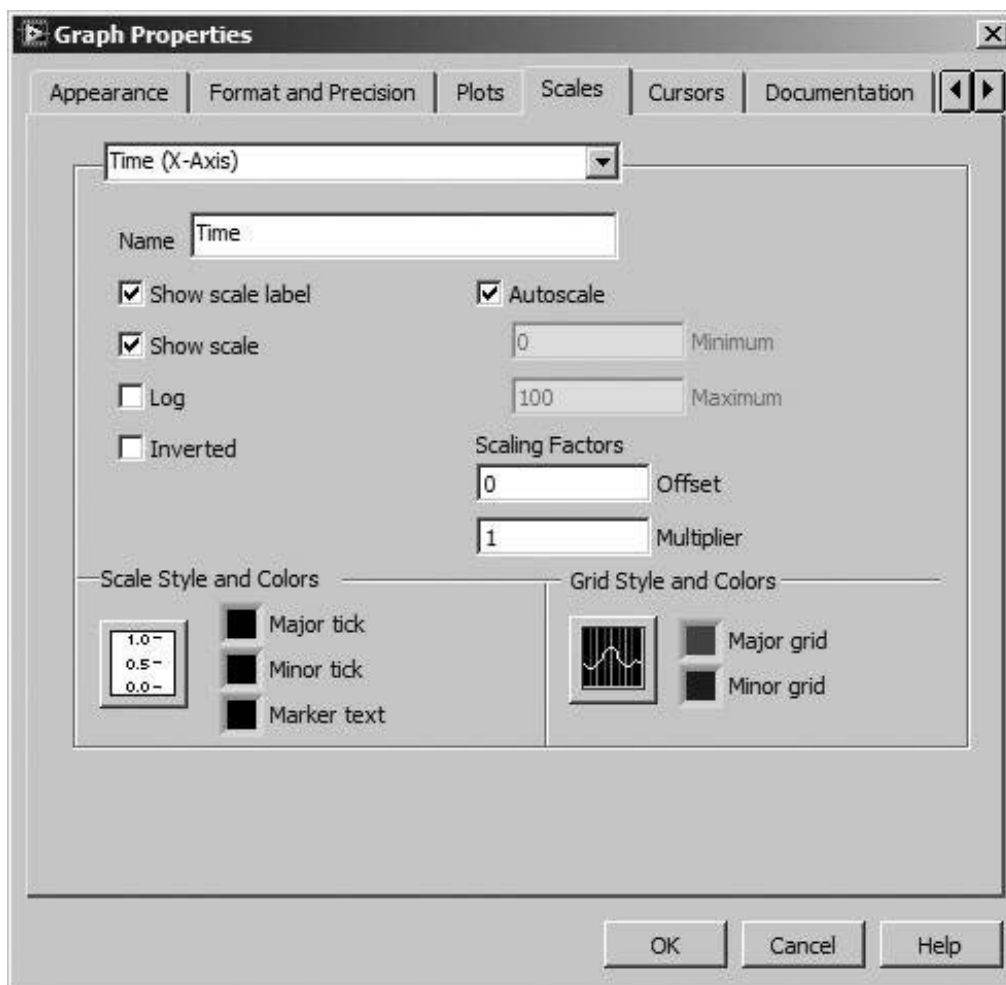 Graph Properties
Appearance Format and Precision Plots Scales Cursors Documentation
Time (X-Axis)
Name Time
Show scale label Autoscale
Show scale 0 Minimum
Log 100 Maximum
Inverted Scaling Factors
0 Offset
1 Multiplier
Scale Style and Colors Grid Style and Colors
1.0
0.5
0.0
Major tick
Minor tick
Marker text
Major grid
Minor grid
OK Cancel Help